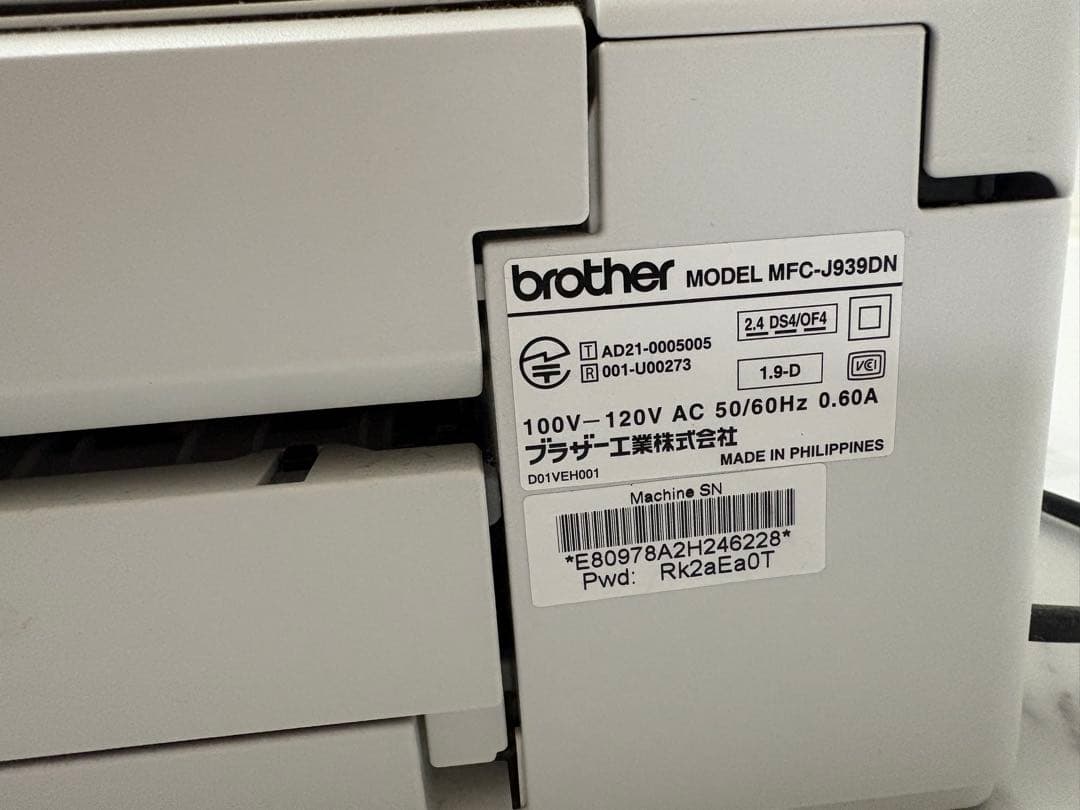 brother MODEL MFC-J939DN
2.4 DS4/OF4
T AD21-0005005
R 001-U00273
1.9-D
VCI
100V－120V AC 50/60Hz 0.60A
ブラザー工業株式会社
MADE IN PHILIPPINES
D01VEH001
Machine SN
*E80978A2H246228*
Pwd: Rk2aEa0T